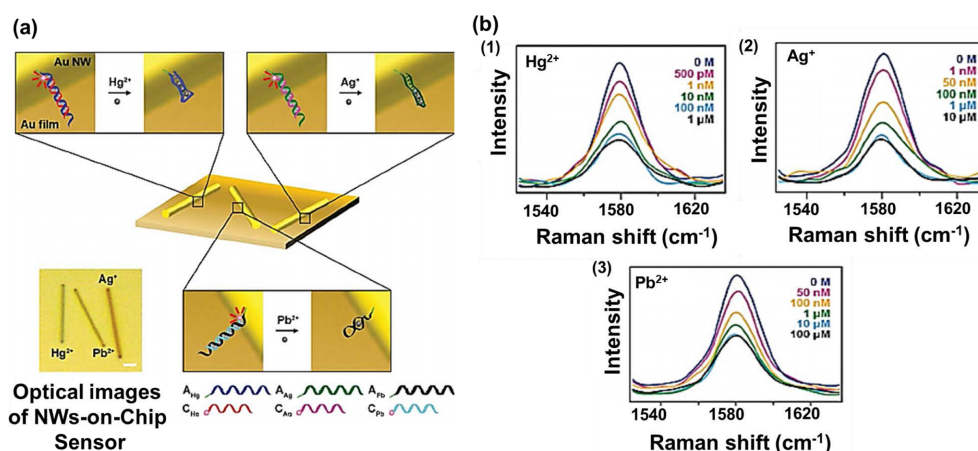 (a)
Au NW
Hg²⁺
Au film
Ag⁺
Ag⁺
Hg²⁺
Pb²⁺
Pb²⁺
Optical images
of NWs-on-Chip
Sensor
A_Hg A_Ag A_Pb
C_Hg C_Ag C_Pb
(b)
(1)
Hg²⁺
0 M
500 pM
1 nM
10 nM
100 nM
1 µM
Intensity
1540 1580 1620
Raman shift (cm⁻¹)
(2)
Ag⁺
0 M
1 nM
50 nM
100 nM
1 µM
10 µM
Intensity
1540 1580 1620
Raman shift (cm⁻¹)
(3)
Pb²⁺
0 M
50 nM
100 nM
1 µM
10 µM
100 µM
Intensity
1540 1580 1620
Raman shift (cm⁻¹)